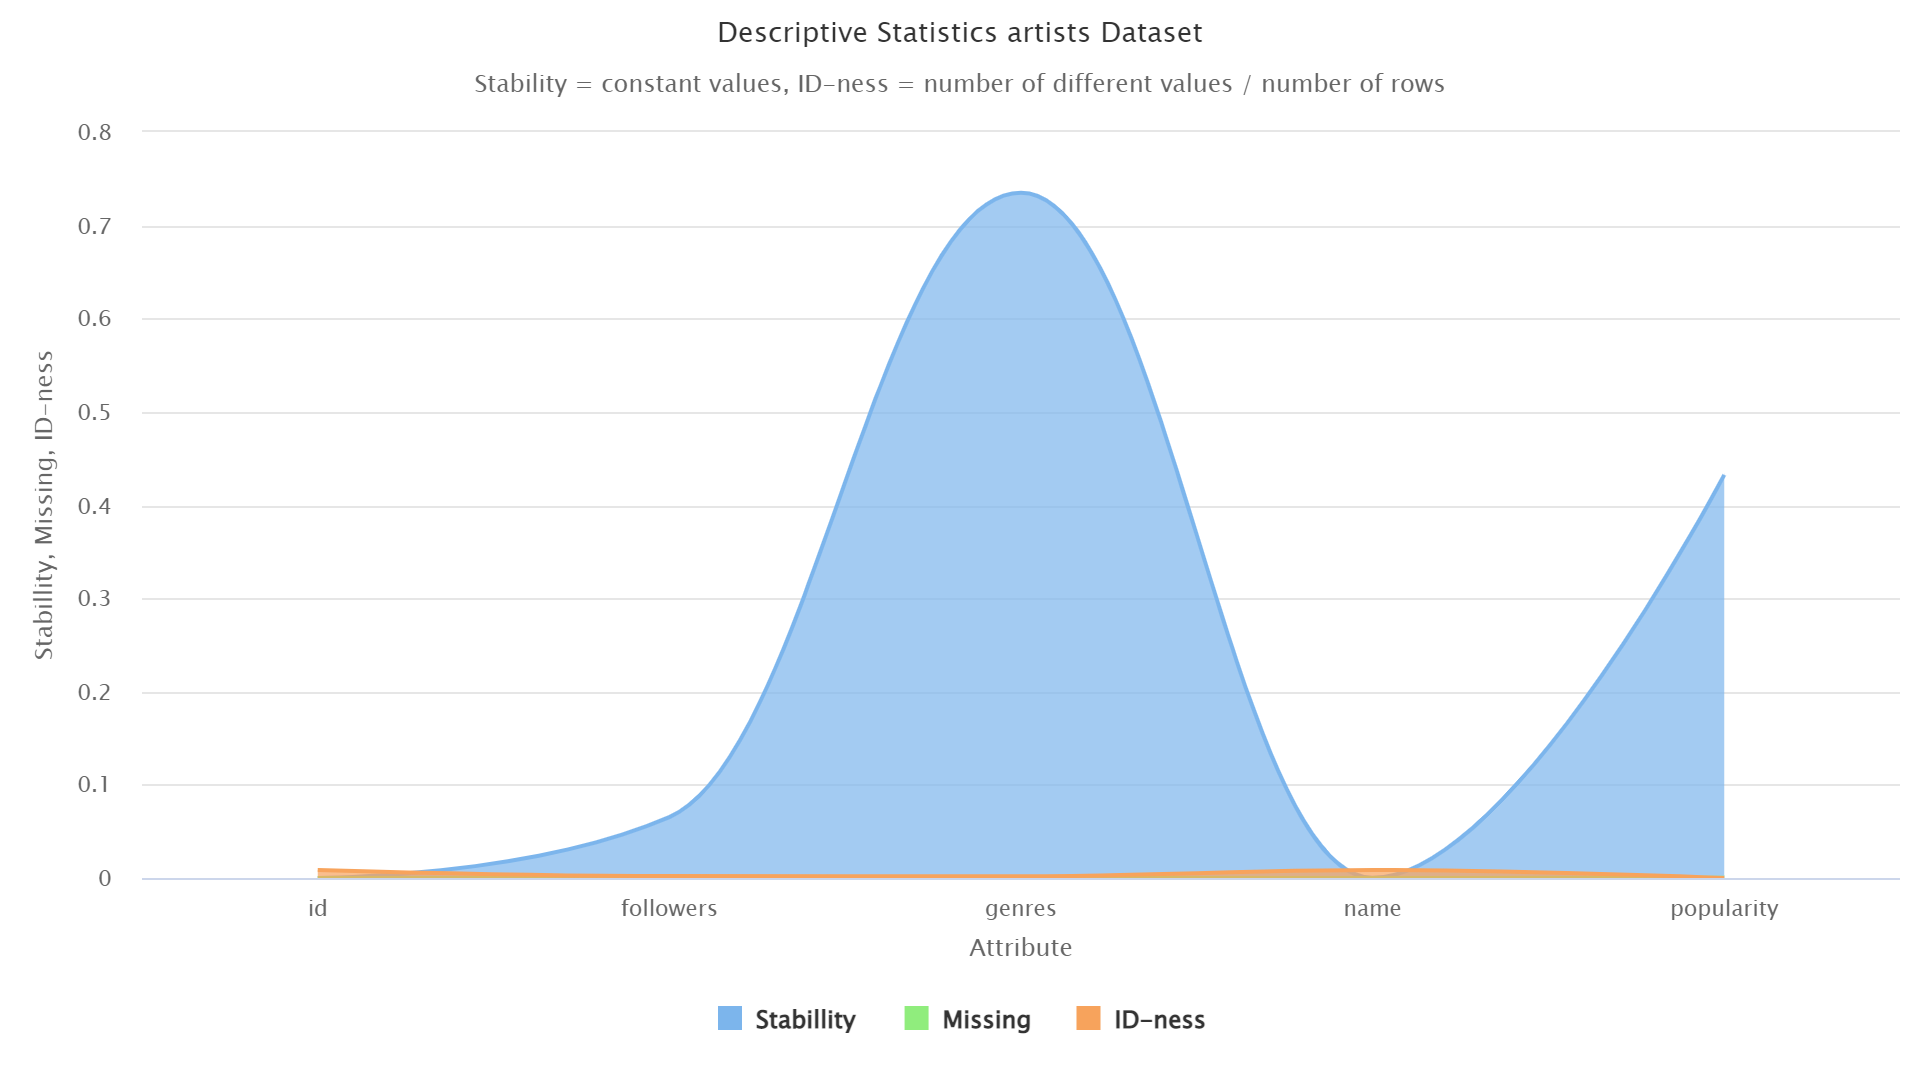 Descriptive Statistics artists Dataset
Stability = constant values, ID-ness = number of different values / number of rows
Stabillity, Missing, ID-ness
0.8
0.7
0.6
0.5
0.4
0.3
0.2
0.1
0
id followers genres name popularity
Attribute
Stabillity Missing ID-ness